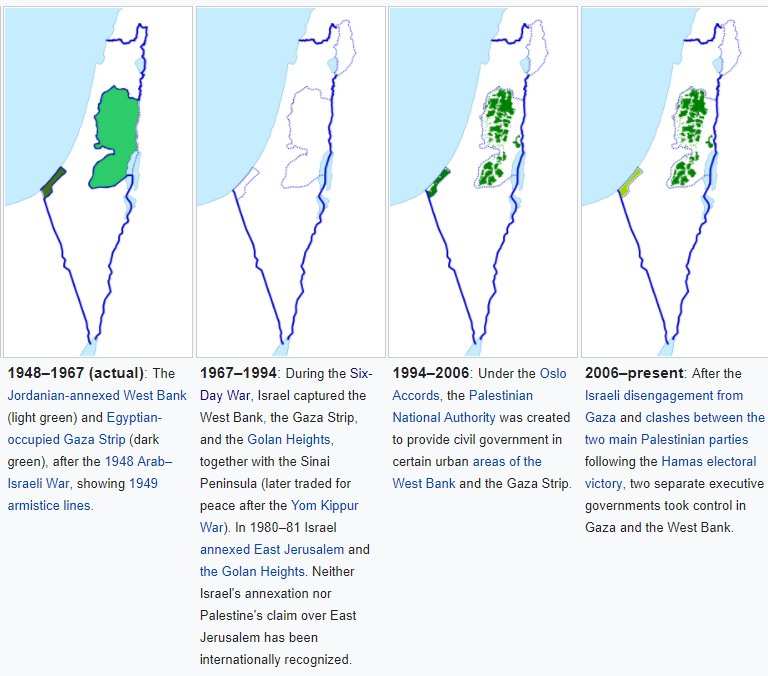 1948–1967 (actual): The
Jordanian-annexed West Bank
(light green) and Egyptian-
occupied Gaza Strip (dark
green), after the 1948 Arab–
Israeli War, showing 1949
armistice lines.
1967–1994: During the Six-
Day War, Israel captured the
West Bank, the Gaza Strip,
and the Golan Heights,
together with the Sinai
Peninsula (later traded for
peace after the Yom Kippur
War). In 1980–81 Israel
annexed East Jerusalem and
the Golan Heights. Neither
Israel's annexation nor
Palestine's claim over East
Jerusalem has been
internationally recognized.
1994–2006: Under the Oslo
Accords, the Palestinian
National Authority was created
to provide civil government in
certain urban areas of the
West Bank and the Gaza Strip.
2006–present: After the
Israeli disengagement from
Gaza and clashes between the
two main Palestinian parties
following the Hamas electoral
victory, two separate executive
governments took control in
Gaza and the West Bank.